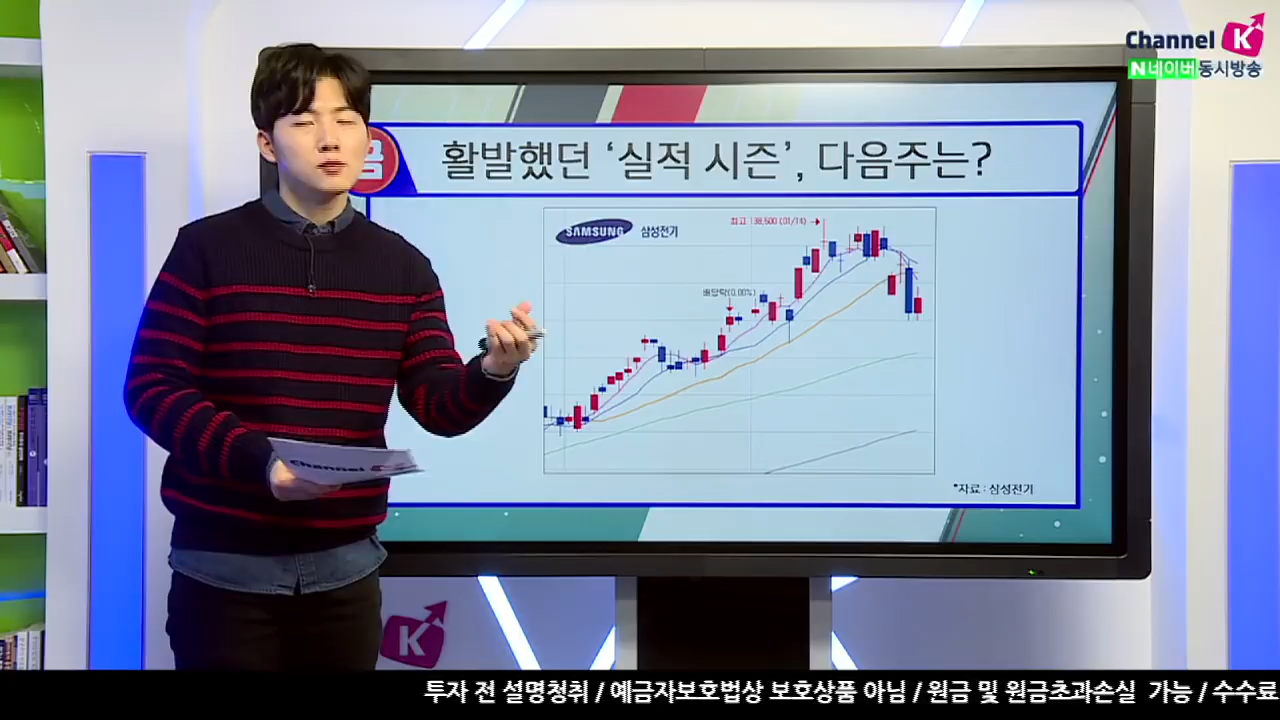 Channel K
N 네이버 동시방송
활발했던 ‘실적 시즌’, 다음주는?
SAMSUNG 삼성전기
최고 138,500 (01/14)
배당락(0.00%)
*자료 : 삼성전기
Channel
K
투자 전 설명청취 / 예금자보호법상 보호상품 아님 / 원금 및 원금초과손실 가능 / 수수료